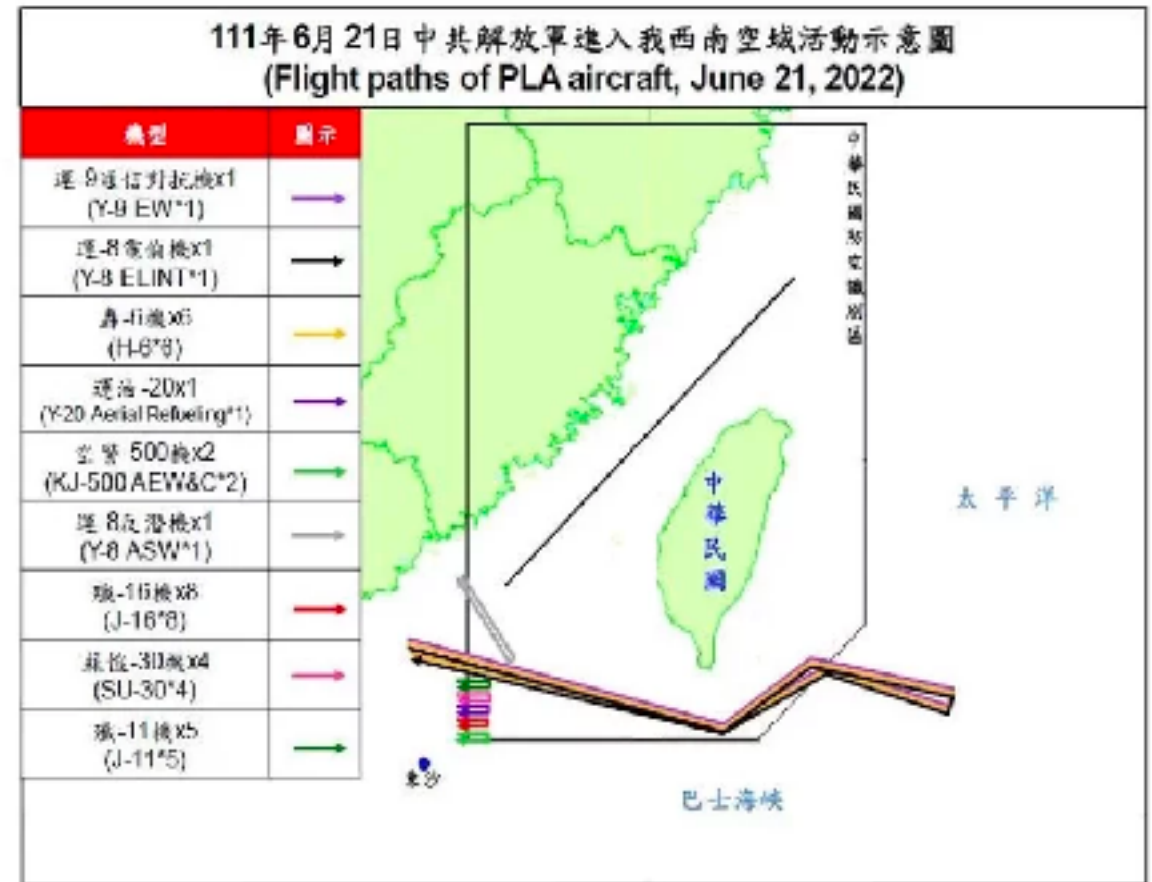 111年6月21日中共解放軍進入我西南空域活動示意圖
(Flight paths of PLA aircraft, June 21, 2022)
機型 圖示
運-9通信對抗機x1
(Y-9 EW*1)
運-8電偵機x1
(Y-8 ELINT*1)
轟-6機x6
(H-6*6)
運油-20x1
(Y-20 Aerial Refueling*1)
空警 500機x2
(KJ-500 AEW&C*2)
運 8反潛機x1
(Y-8 ASW*1)
殲-16機x8
(J-16*8)
蘇愷-30機x4
(SU-30*4)
殲-11機x5
(J-11*5)
中華民國防空識別區
中華民國
太平洋
東沙
巴士海峽